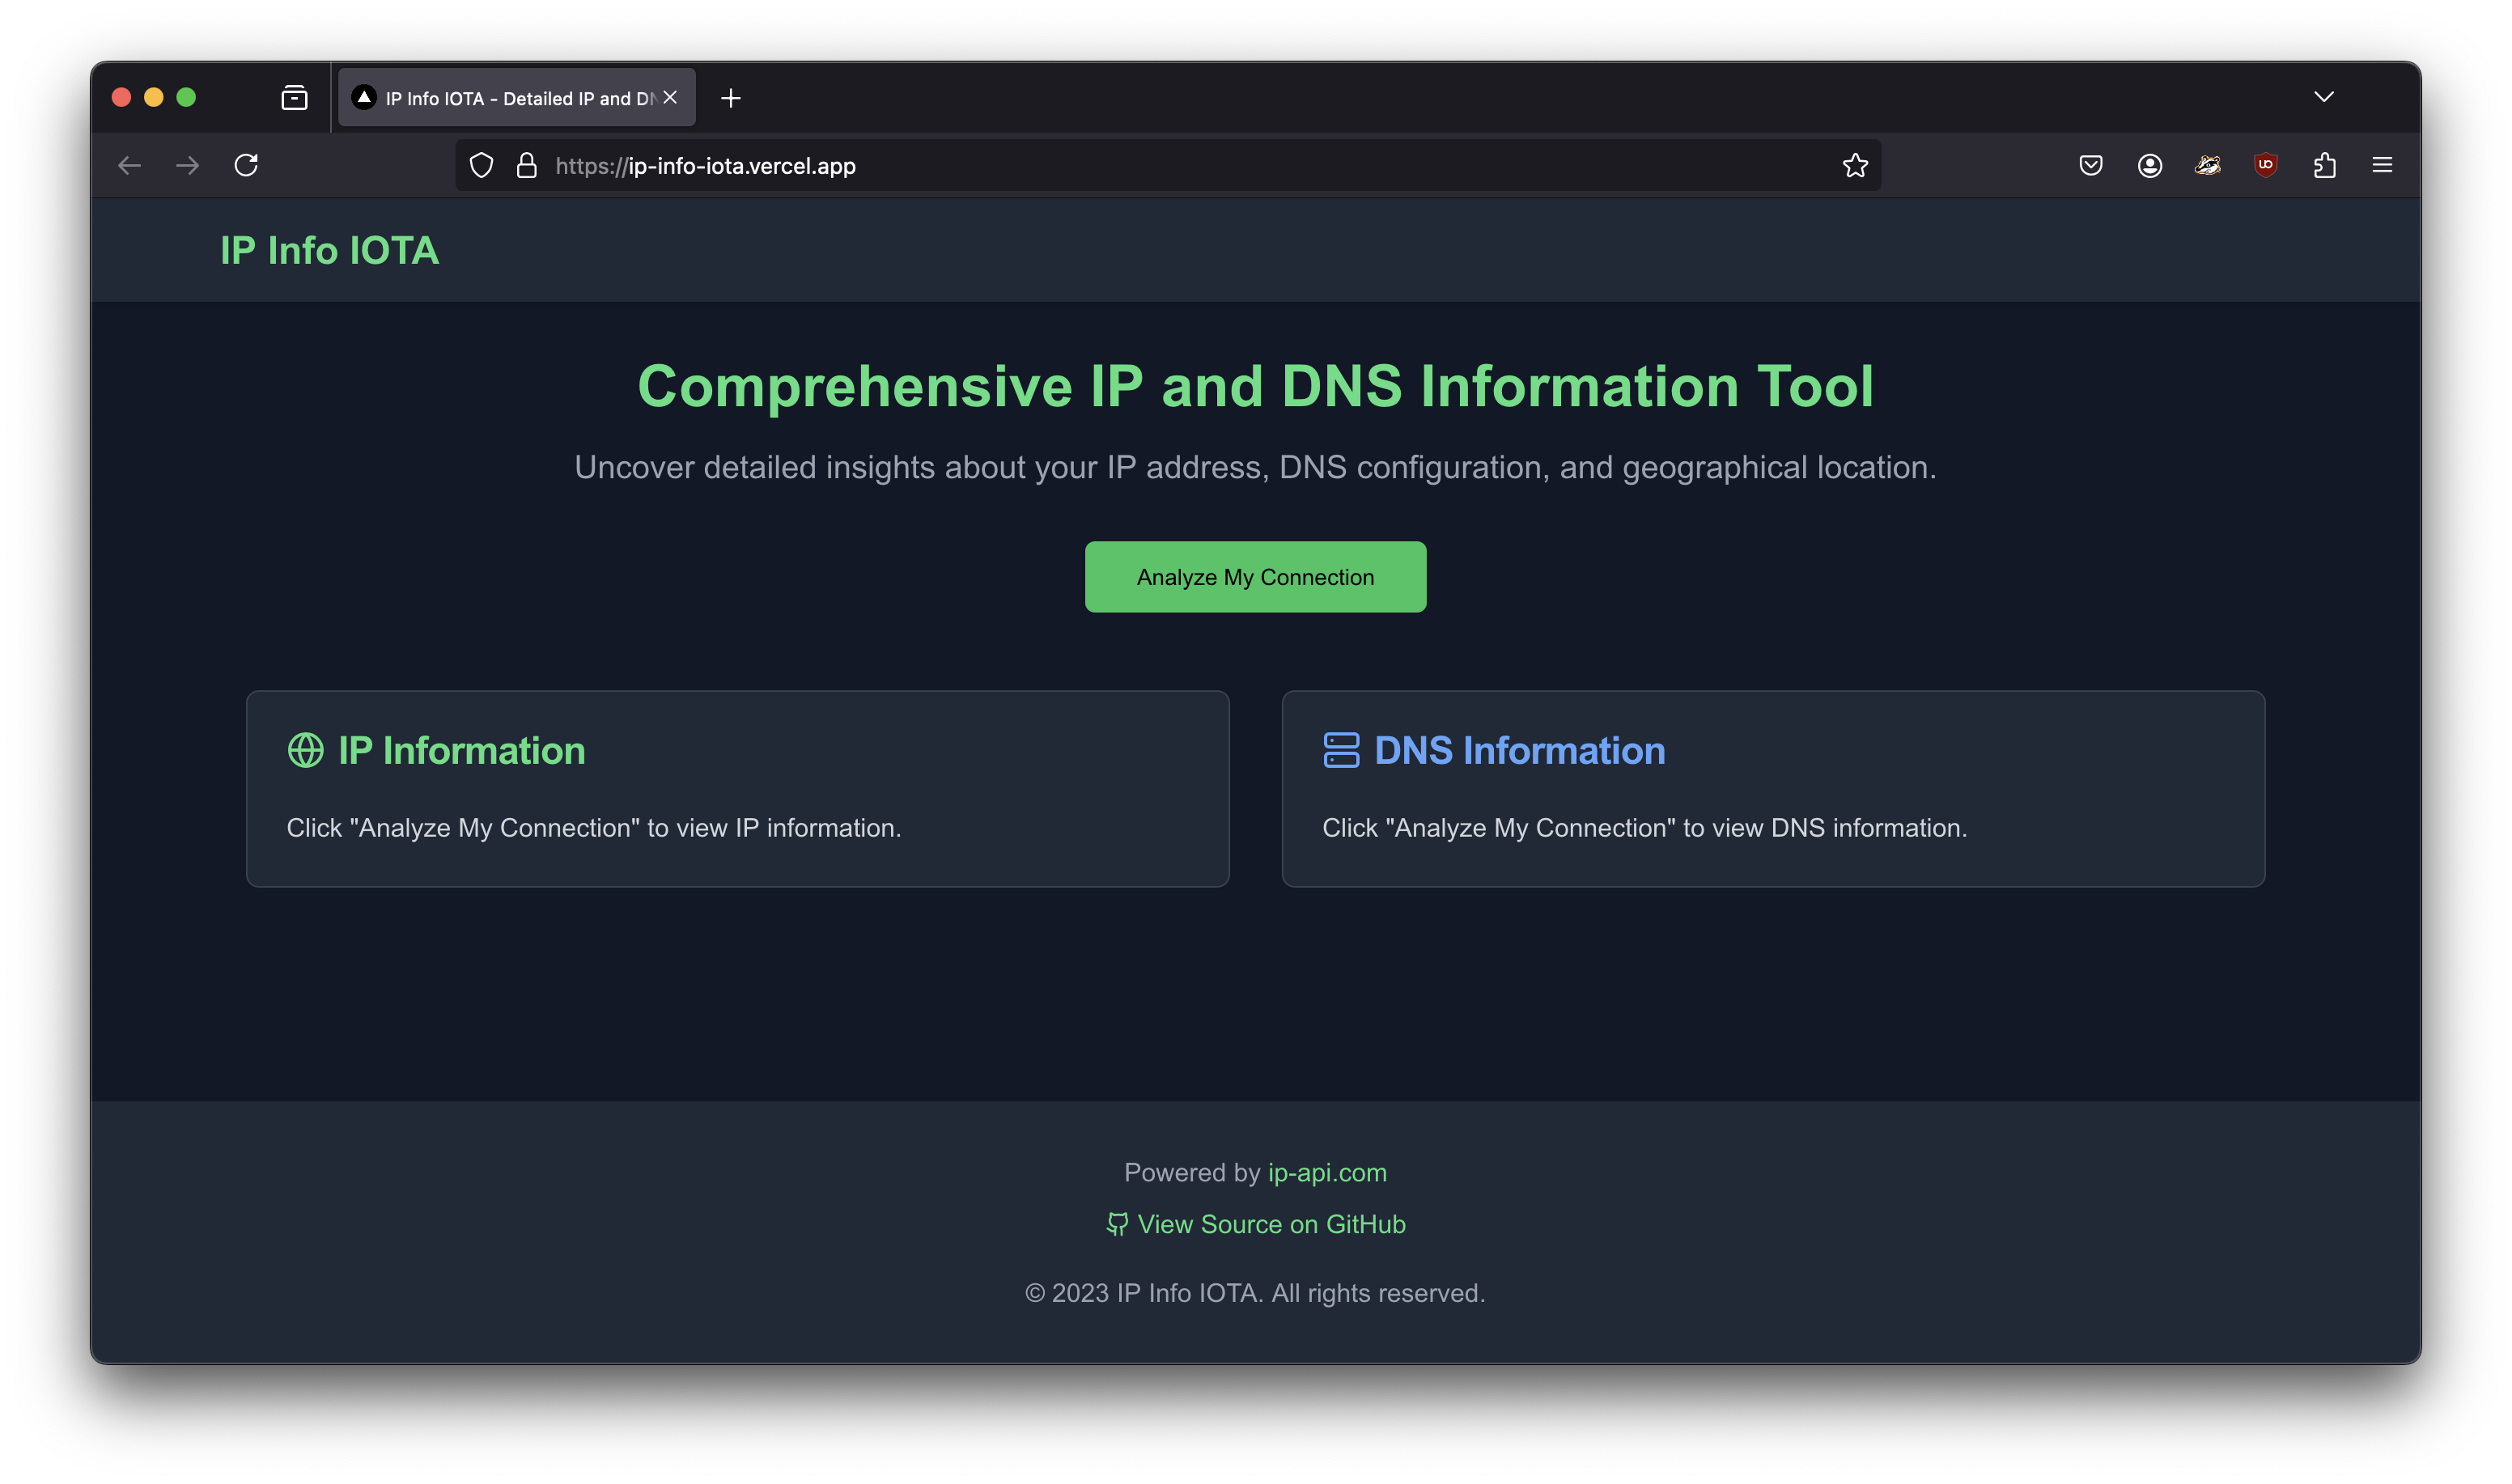 IP Info IOTA - Detailed IP and DN
https://ip-info-iota.vercel.app
IP Info IOTA
Comprehensive IP and DNS Information Tool
Uncover detailed insights about your IP address, DNS configuration, and geographical location.
Analyze My Connection
IP Information
Click "Analyze My Connection" to view IP information.
DNS Information
Click "Analyze My Connection" to view DNS information.
Powered by ip-api.com
View Source on GitHub
© 2023 IP Info IOTA. All rights reserved.